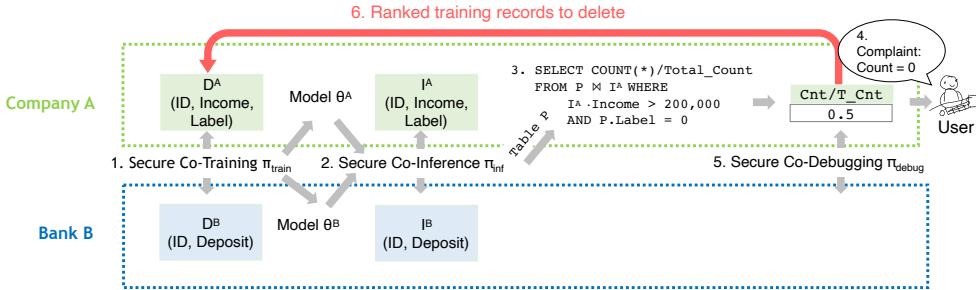 6. Ranked training records to delete
4.
Complaint:
Count = 0
Company A
Dᴬ
(ID, Income,
Label)
Model θᴬ
Iᴬ
(ID, Income,
Label)
3. SELECT COUNT(*)/Total_Count
FROM P ⋈ Iᴬ WHERE
Iᴬ.Income > 200,000
AND P.Label = 0
Table P
Cnt/T_Cnt
0.5
User
1. Secure Co-Training π_train
2. Secure Co-Inference π_inf
5. Secure Co-Debugging π_debug
Bank B
Dᴮ
(ID, Deposit)
Model θᴮ
Iᴮ
(ID, Deposit)